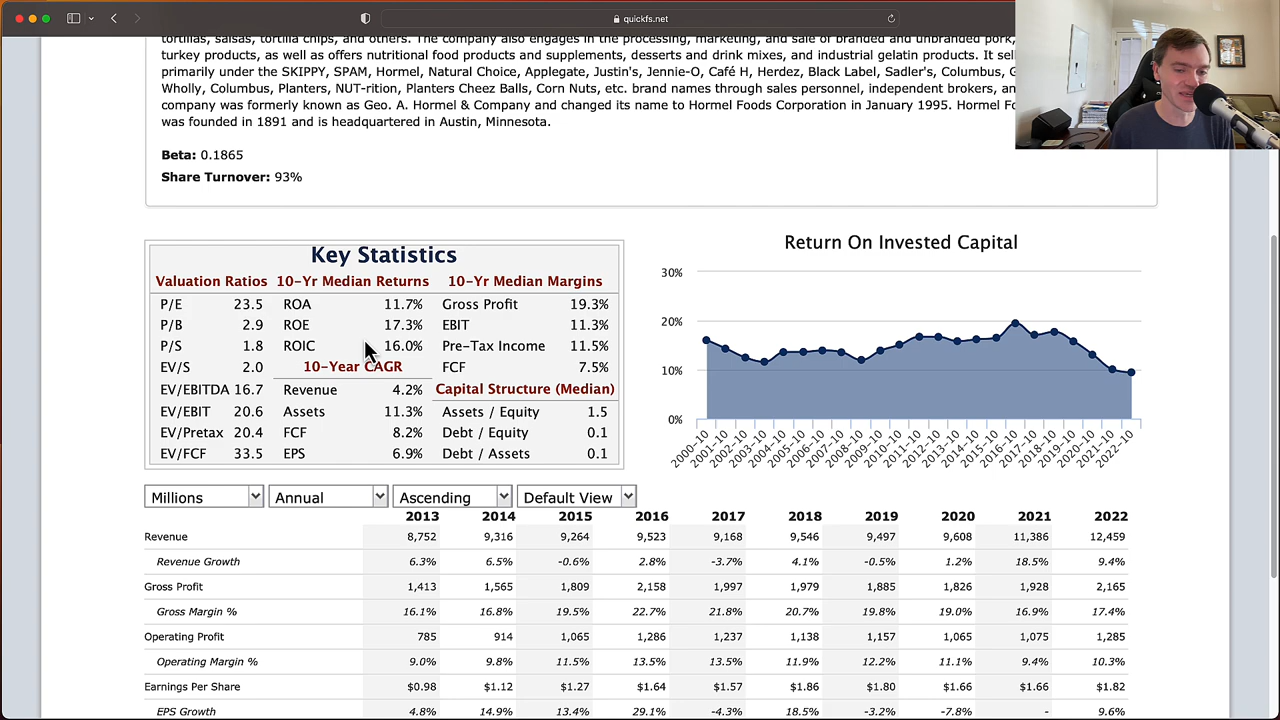 quickfs.net
tortillas, salsas, tortilla chips, and others. The company also engages in the processing, marketing, and sale of branded and unbranded pork,
turkey products, as well as offers nutritional food products and supplements, desserts and drink mixes, and industrial gelatin products. It sel
primarily under the SKIPPY, SPAM, Hormel, Natural Choice, Applegate, Justin's, Jennie-O, Café H, Herdez, Black Label, Sadler's, Columbus, G
Wholly, Columbus, Planters, NUT-rition, Planters Cheez Balls, Corn Nuts, etc. brand names through sales personnel, independent brokers, and
company was formerly known as Geo. A. Hormel & Company and changed its name to Hormel Foods Corporation in January 1995. Hormel Fo
was founded in 1891 and is headquartered in Austin, Minnesota.
Beta: 0.1865
Share Turnover: 93%
Key Statistics
Valuation Ratios 10-Yr Median Returns 10-Yr Median Margins
P/E 23.5 ROA 11.7% Gross Profit 19.3%
P/B 2.9 ROE 17.3% EBIT 11.3%
P/S 1.8 ROIC 16.0% Pre-Tax Income 11.5%
EV/S 2.0 10-Year CAGR FCF 7.5%
EV/EBITDA 16.7 Revenue 4.2% Capital Structure (Median)
EV/EBIT 20.6 Assets 11.3% Assets / Equity 1.5
EV/Pretax 20.4 FCF 8.2% Debt / Equity 0.1
EV/FCF 33.5 EPS 6.9% Debt / Assets 0.1
Return On Invested Capital
30%
20%
10%
0%
2000-10 2001-10 2002-10 2003-10 2004-10 2005-10 2006-10 2007-10 2008-10 2009-10 2010-10 2011-10 2012-10 2013-10 2014-10 2015-10 2016-10 2017-10 2018-10 2019-10 2020-10 2021-10 2022-10
Millions Annual Ascending Default View
2013 2014 2015 2016 2017 2018 2019 2020 2021 2022
Revenue 8,752 9,316 9,264 9,523 9,168 9,546 9,497 9,608 11,386 12,459
Revenue Growth 6.3% 6.5% -0.6% 2.8% -3.7% 4.1% -0.5% 1.2% 18.5% 9.4%
Gross Profit 1,413 1,565 1,809 2,158 1,997 1,979 1,885 1,826 1,928 2,165
Gross Margin % 16.1% 16.8% 19.5% 22.7% 21.8% 20.7% 19.8% 19.0% 16.9% 17.4%
Operating Profit 785 914 1,065 1,286 1,237 1,138 1,157 1,065 1,075 1,285
Operating Margin % 9.0% 9.8% 11.5% 13.5% 13.5% 11.9% 12.2% 11.1% 9.4% 10.3%
Earnings Per Share $0.98 $1.12 $1.27 $1.64 $1.57 $1.86 $1.80 $1.66 $1.66 $1.82
EPS Growth 4.8% 14.9% 13.4% 29.1% -4.3% 18.5% -3.2% -7.8% - 9.6%